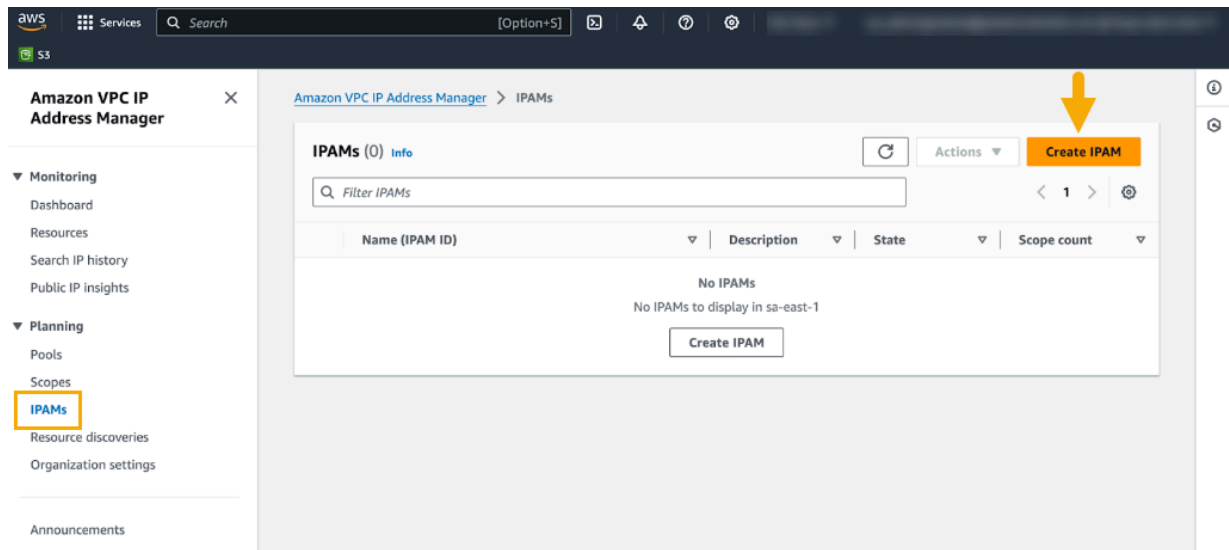 aws
Services
Search
[Option+S]
S3
Amazon VPC IP
Address Manager
Monitoring
Dashboard
Resources
Search IP history
Public IP insights
Planning
Pools
Scopes
IPAMs
Resource discoveries
Organization settings
Announcements
Amazon VPC IP Address Manager > IPAMs
IPAMs (0) Info
Actions
Create IPAM
Filter IPAMs
1
Name (IPAM ID)
Description
State
Scope count
No IPAMs
No IPAMs to display in sa-east-1
Create IPAM